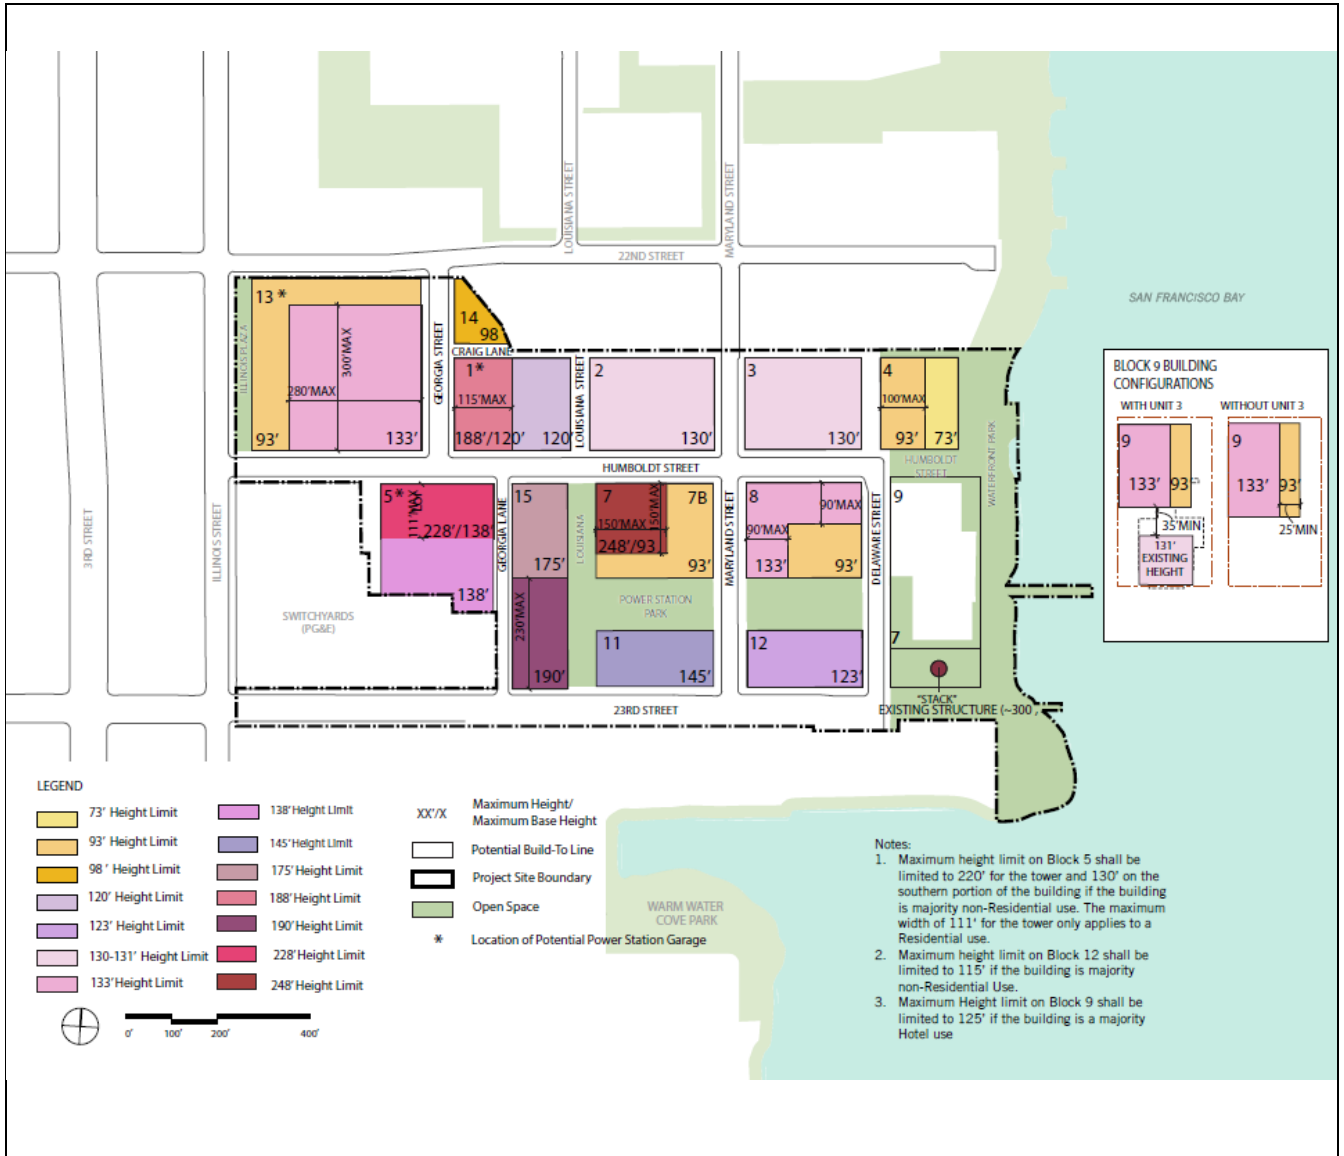 LOUISIANA STREET
MARYLAND STREET
22ND STREET
SAN FRANCISCO BAY
13 *
ILLINOIS PLAZA
300'MAX
280'MAX
93'
133'
GEORGIA STREET
14
98
CRAIG LANE
1*
115'MAX
188'/120'
120'
LOUISIANA STREET
2
130'
3
130'
4
100'MAX
93'
73'
HUMBOLDT
STREET
WATERFRONT PARK
HUMBOLDT STREET
BLOCK 9 BUILDING
CONFIGURATIONS
WITH UNIT 3
WITHOUT UNIT 3
9
133'
93'
35'MIN
131'
EXISTING
HEIGHT
9
133'
93'
25'MIN
3RD STREET
ILLINOIS STREET
5*
111'MAX
228'/138'
138'
GEORGIA LANE
15
175'
230'MAX
190'
LOUISIANA
7
7B
150'MAX
150'MAX
248'/93
93'
MARYLAND STREET
8
90'MAX
90'MAX
133'
93'
DELAWARE STREET
9
7
SWITCHYARDS
(PG&E)
POWER STATION
PARK
11
145'
12
123'
"STACK"
EXISTING STRUCTURE (~300
23RD STREET
LEGEND
73' Height Limit
93' Height Limit
98 ' Height Limit
120' Height Limit
123' Height Limit
130-131' Height Limit
133' Height Limit
138' Height Limit
145' Height Limit
175' Height Limit
188' Height Limit
190' Height Limit
228' Height Limit
248' Height Limit
XX'/X
Maximum Height/
Maximum Base Height
Potential Build-To Line
Project Site Boundary
Open Space
* Location of Potential Power Station Garage
0' 100' 200' 400'
WARM WATER
COVE PARK
Notes:
1. Maximum height limit on Block 5 shall be
limited to 220' for the tower and 130' on the
southern portion of the building if the building
is majority non-Residential use. The maximum
width of 111' for the tower only applies to a
Residential use.
2. Maximum height limit on Block 12 shall be
limited to 115' if the building is majority
non-Residential Use.
3. Maximum Height limit on Block 9 shall be
limited to 125' if the building is a majority
Hotel use